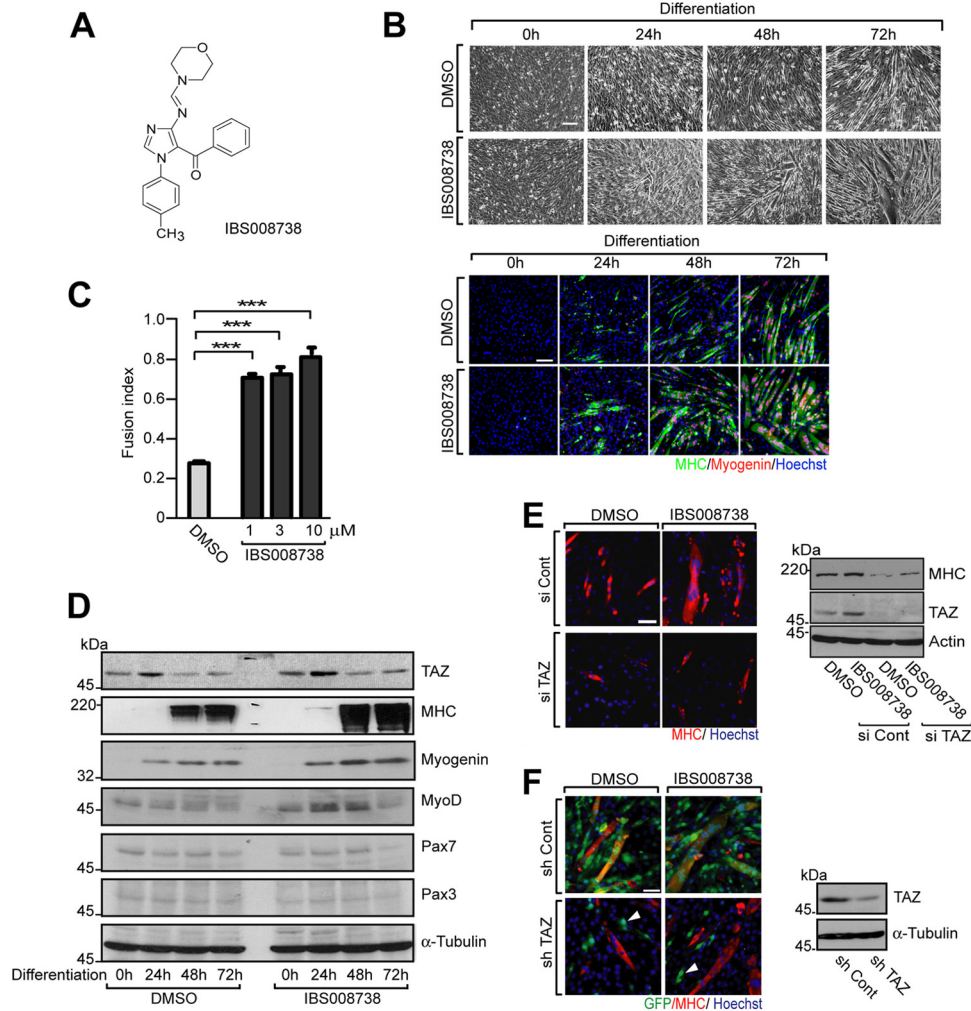 A
O
N
N
N
N
O
CH3
IBS008738
B
Differentiation
0h 24h 48h 72h
DMSO
IBS008738
Differentiation
0h 24h 48h 72h
DMSO
IBS008738
MHC/Myogenin/Hoechst
C
***
***
***
1.0
0.8
0.6
0.4
0.2
0
Fusion index
DMSO
1 3 10 μM
IBS008738
D
kDa
45 TAZ
220 MHC
32 Myogenin
45 MyoD
45 Pax7
45 Pax3
45 α-Tubulin
Differentiation 0h 24h 48h 72h 0h 24h 48h 72h
DMSO IBS008738
E
DMSO IBS008738
si Cont
si TAZ
MHC/ Hoechst
kDa
220 MHC
45 TAZ
45 Actin
DMSO IBS008738 DMSO IBS008738
si Cont si TAZ
F
DMSO IBS008738
sh Cont
sh TAZ
GFP/MHC/ Hoechst
kDa
45 TAZ
45 α-Tubulin
sh Cont sh TAZ